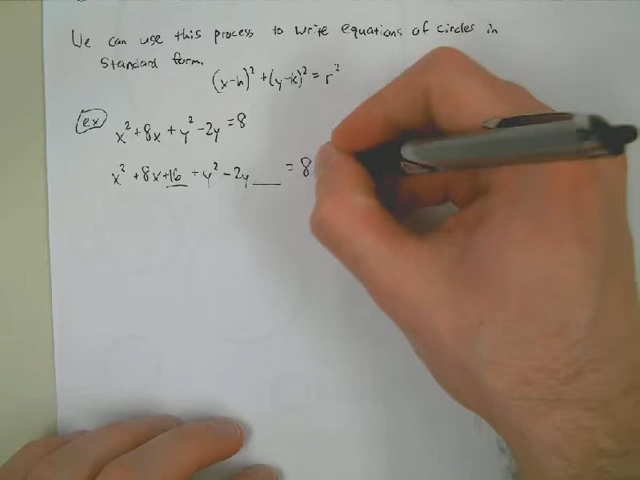 We can use this process to write equations of circles in
standard form.
(x-h)² + (y-k)² = r²
ex
x² + 8x + y² - 2y = 8
x² + 8x + 16 + y² - 2y ___ = 8